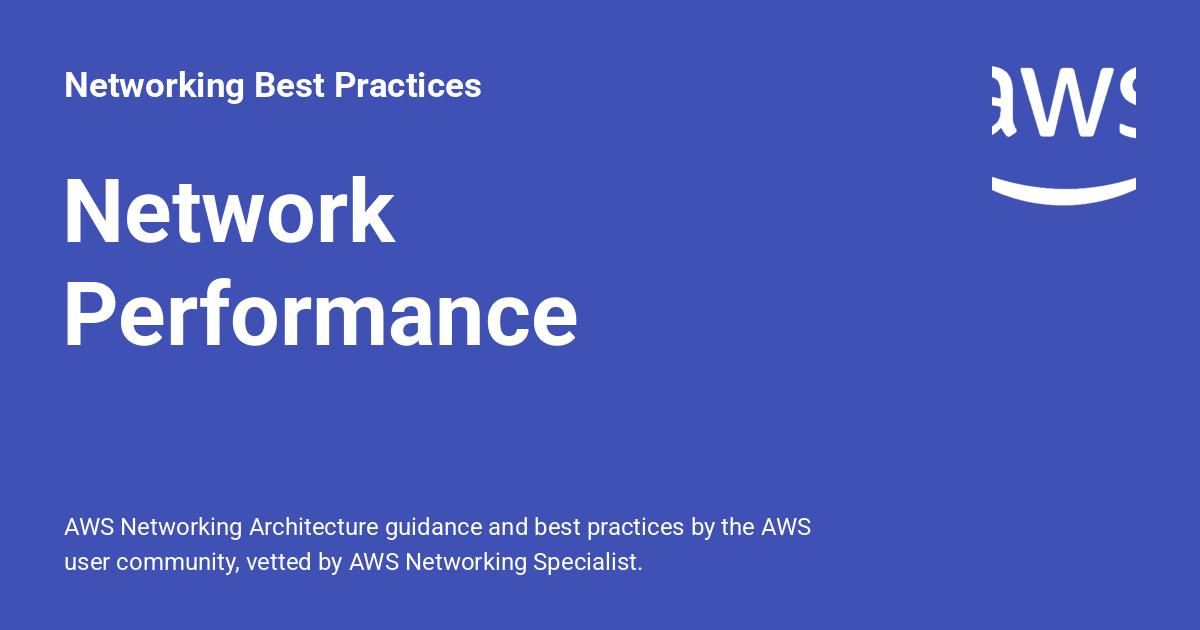 Networking Best Practices
aws
Network
Performance
AWS Networking Architecture guidance and best practices by the AWS
user community, vetted by AWS Networking Specialist.